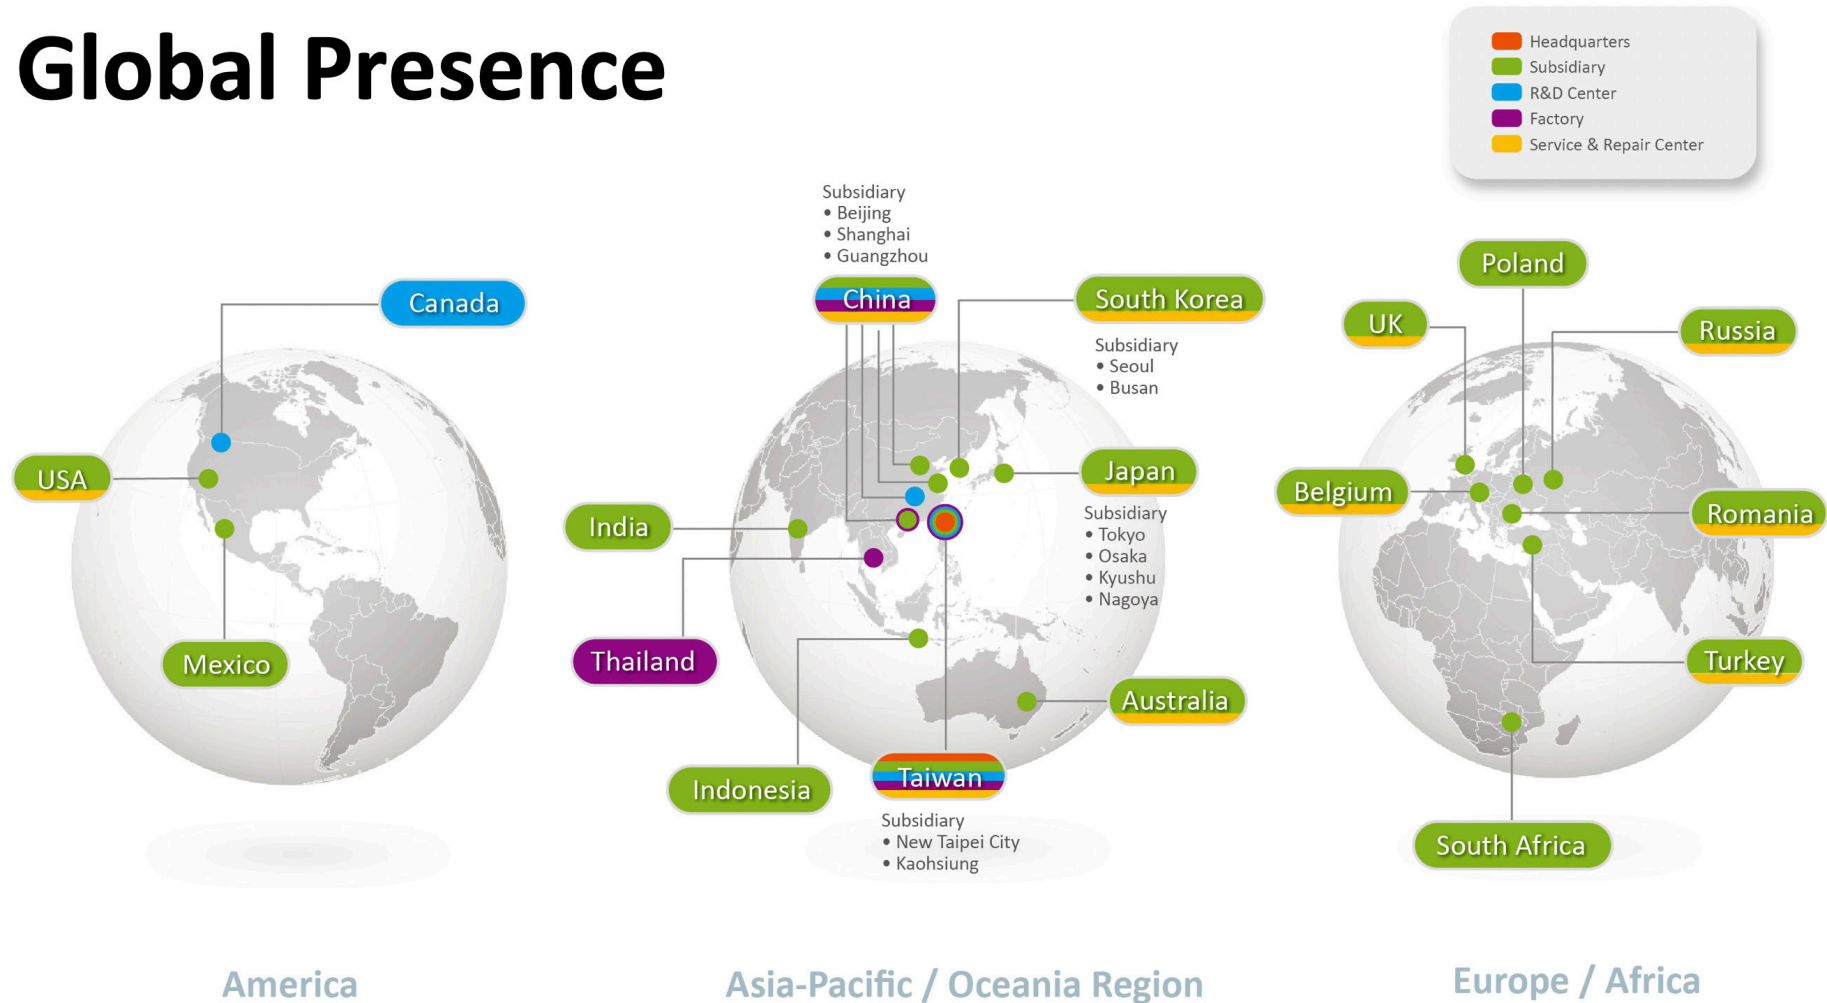 Global Presence
Headquarters
Subsidiary
R&D Center
Factory
Service & Repair Center
Canada
USA
Mexico
America
Subsidiary
• Beijing
• Shanghai
• Guangzhou
China
South Korea
Subsidiary
• Seoul
• Busan
Japan
Subsidiary
• Tokyo
• Osaka
• Kyushu
• Nagoya
India
Thailand
Indonesia
Australia
Taiwan
Subsidiary
• New Taipei City
• Kaohsiung
Asia-Pacific / Oceania Region
Poland
UK
Russia
Belgium
Romania
Turkey
South Africa
Europe / Africa